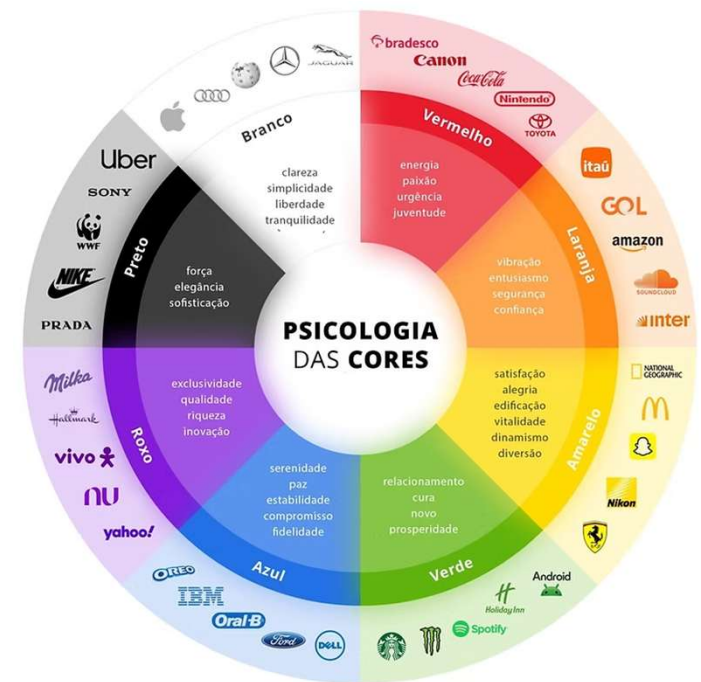 PSICOLOGIA
DAS CORES
Branco
clareza
simplicidade
liberdade
tranquilidade
JAGUAR
Vermelho
energia
paixão
urgência
juventude
bradesco
Canon
Coca-Cola
Nintendo
TOYOTA
Laranja
vibração
entusiasmo
segurança
confiança
itaú
GOL
amazon
SOUNDCLOUD
inter
Amarelo
satisfação
alegria
edificação
vitalidade
dinamismo
diversão
NATIONAL
GEOGRAPHIC
Nikon
Verde
relacionamento
cura
novo
prosperidade
Android
Holiday Inn
Spotify
Azul
serenidade
paz
estabilidade
compromisso
fidelidade
OREO
IBM
Oral-B
Ford
DELL
Roxo
exclusividade
qualidade
riqueza
inovação
Milka
Hallmark
vivo
nu
yahoo!
Preto
força
elegância
sofisticação
Uber
SONY
WWF
NIKE
PRADA